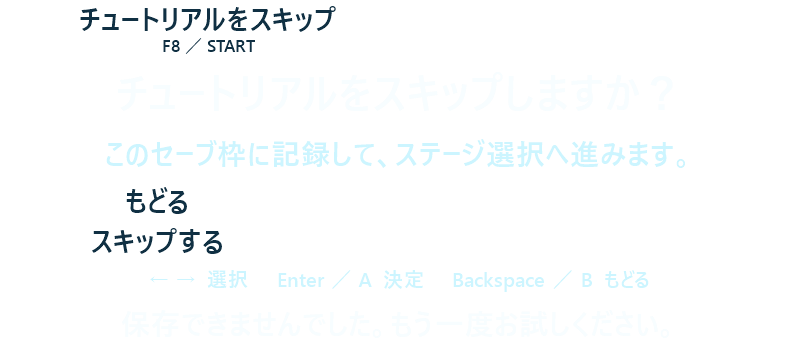 チュートリアルをスキップ
F8 ／ START
チュートリアルをスキップしますか？
このセーブ枠に記録して、ステージ選択へ進みます。
もどる
スキップする
← → 選択 Enter ／ A 決定 Backspace ／ B もどる
保存できませんでした。もう一度お試しください。